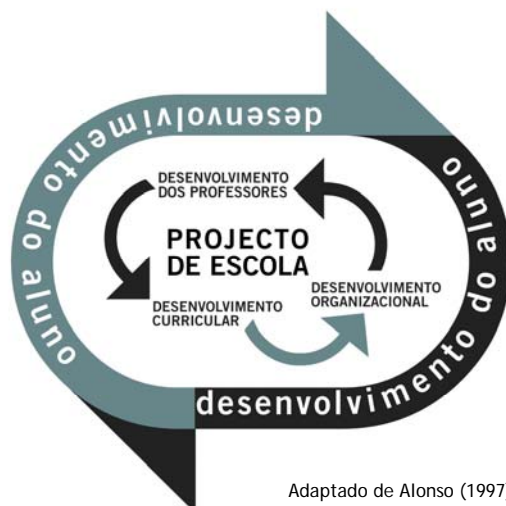 desenvolvimento do aluno
DESENVOLVIMENTO
DOS PROFESSORES
PROJECTO
DE ESCOLA
DESENVOLVIMENTO
ORGANIZACIONAL
DESENVOLVIMENTO
CURRICULAR
desenvolvimento do aluno
Adaptado de Alonso (1997)